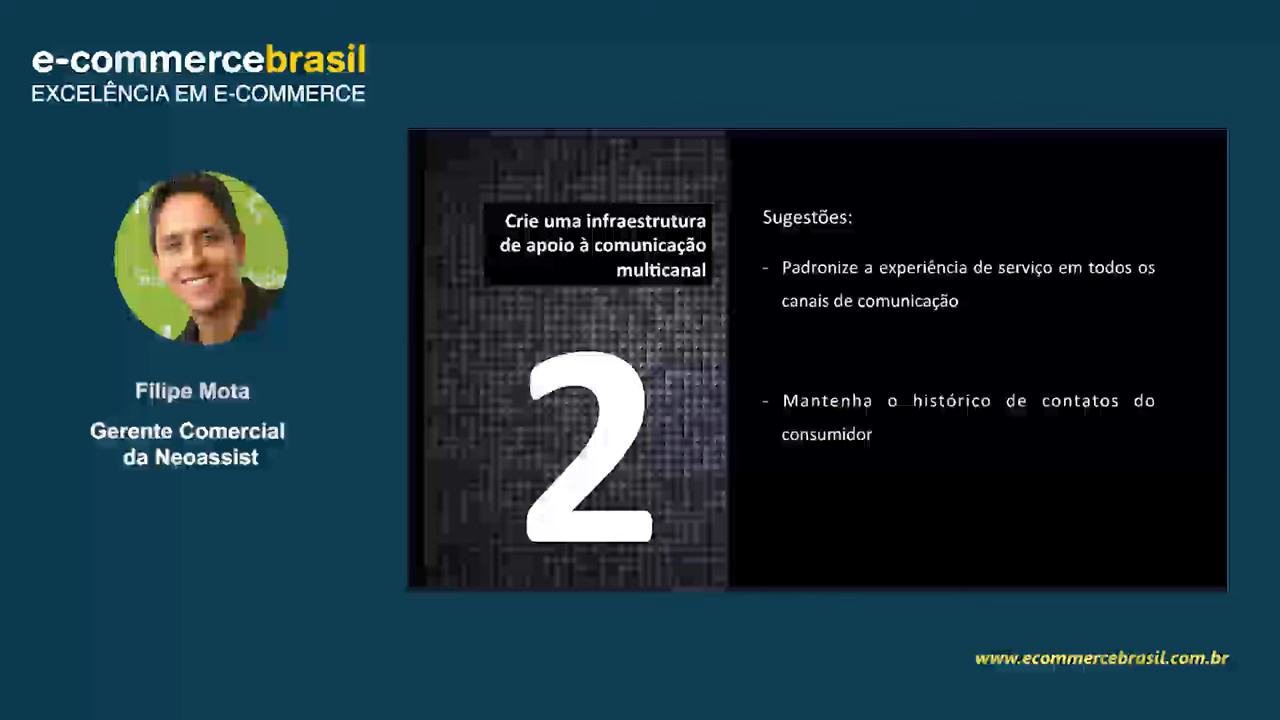 e-commercebrasil
EXCELÊNCIA EM E-COMMERCE
Filipe Mota
Gerente Comercial
da Neoassist
Crie uma infraestrutura
de apoio à comunicação
multicanal
2
Sugestões:
- Padronize a experiência de serviço em todos os
canais de comunicação
- Mantenha o histórico de contatos do
consumidor
www.ecommercebrasil.com.br